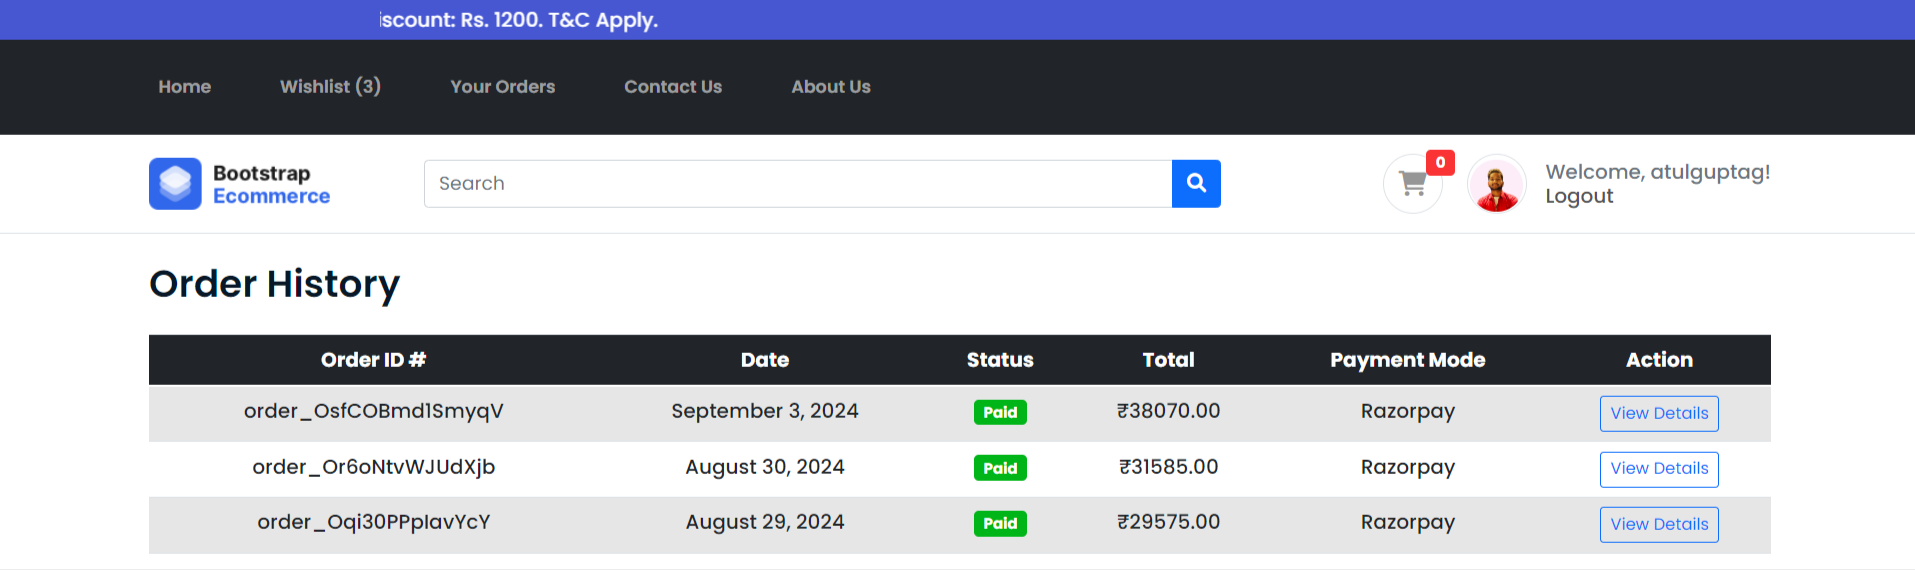 iscount: Rs. 1200. T&C Apply.
Home Wishlist (3) Your Orders Contact Us About Us
Bootstrap
Ecommerce
Search
0
Welcome, atulguptag!
Logout
Order History
Order ID # Date Status Total Payment Mode Action
order_OsfCOBmd1SmyqV September 3, 2024 Paid ₹38070.00 Razorpay View Details
order_Or6oNtvWJUdXjb August 30, 2024 Paid ₹31585.00 Razorpay View Details
order_Oqi30PPpIavYcY August 29, 2024 Paid ₹29575.00 Razorpay View Details